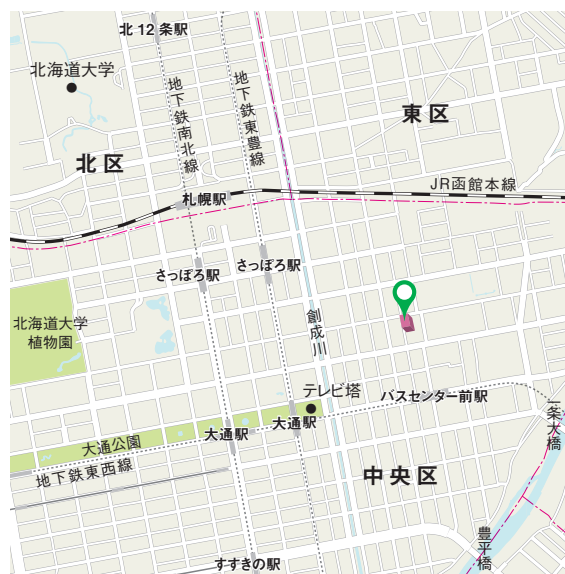 北12条駅
北海道大学
地下鉄南北線
地下鉄東豊線
東区
北区
JR函館本線
札幌駅
さっぽろ駅
さっぽろ駅
北海道大学
植物園
創成川
テレビ塔
バスセンター前駅
一条大橋
大通駅
大通駅
大通公園
地下鉄東西線
中央区
豊平橋
すすきの駅